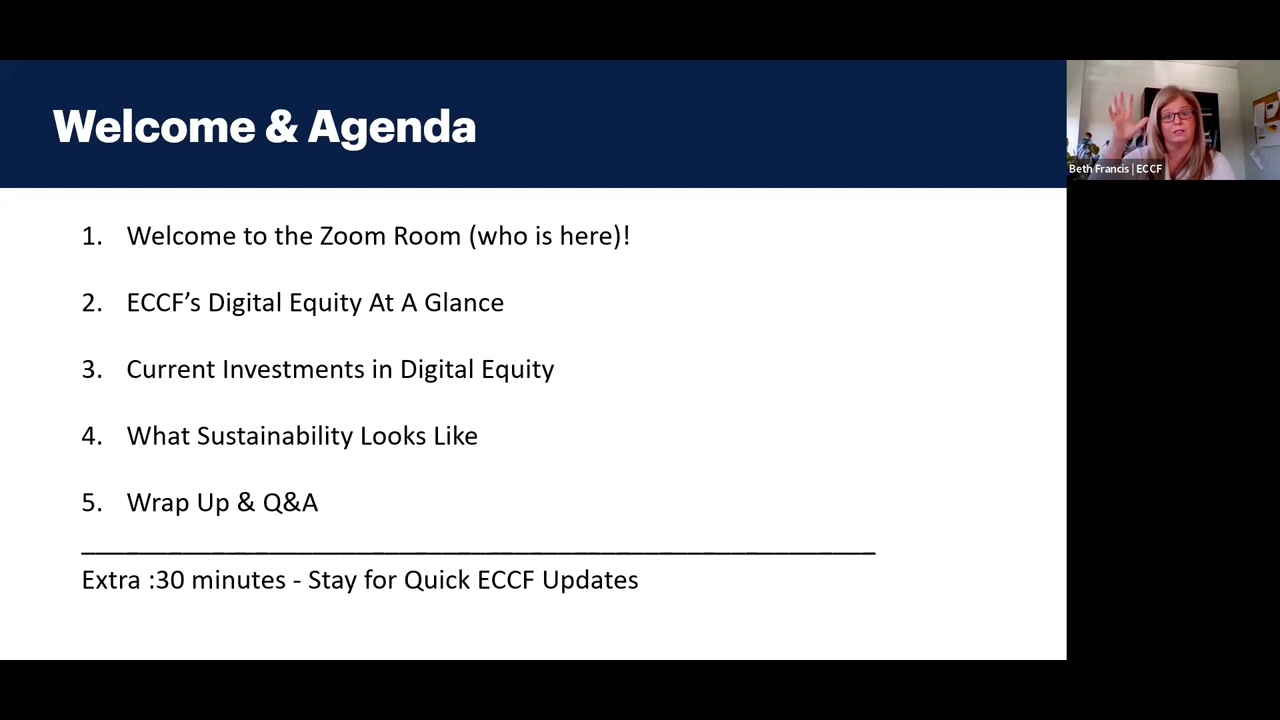 Welcome & Agenda
Beth Francis | ECCF
1. Welcome to the Zoom Room (who is here)!
2. ECCF’s Digital Equity At A Glance
3. Current Investments in Digital Equity
4. What Sustainability Looks Like
5. Wrap Up & Q&A
Extra :30 minutes - Stay for Quick ECCF Updates